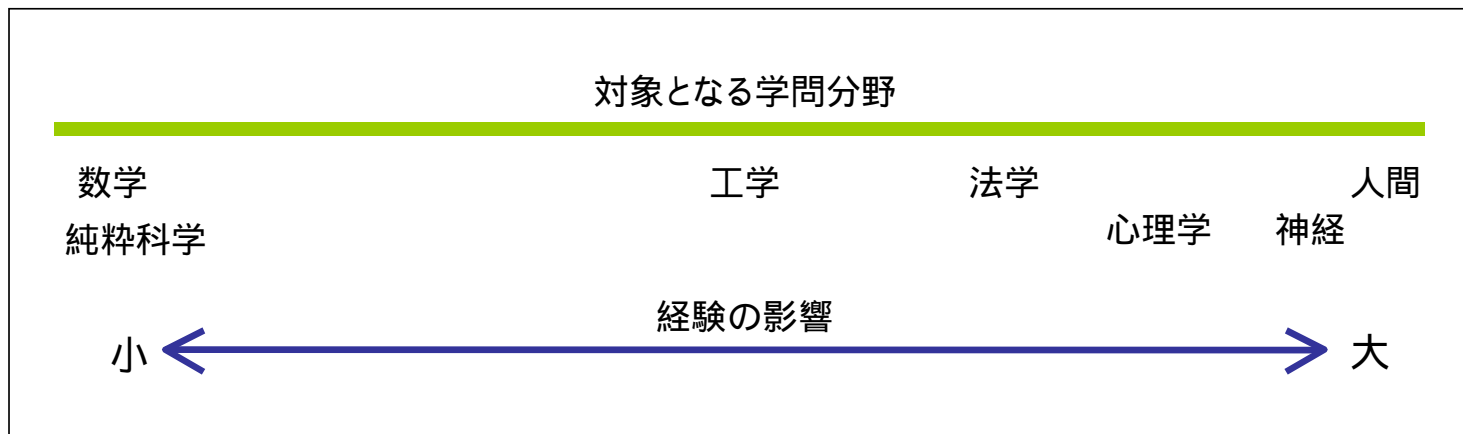 対象となる学問分野
数学 工学 法学 人間
純粋科学 心理学 神経
経験の影響
小 大